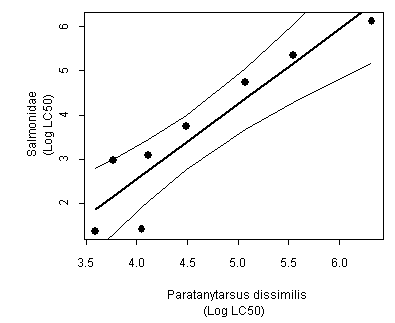 6
5
4
3
2
Salmonidae
(Log LC50)
3.5 4.0 4.5 5.0 5.5 6.0
Paratanytarsus dissimilis
(Log LC50)